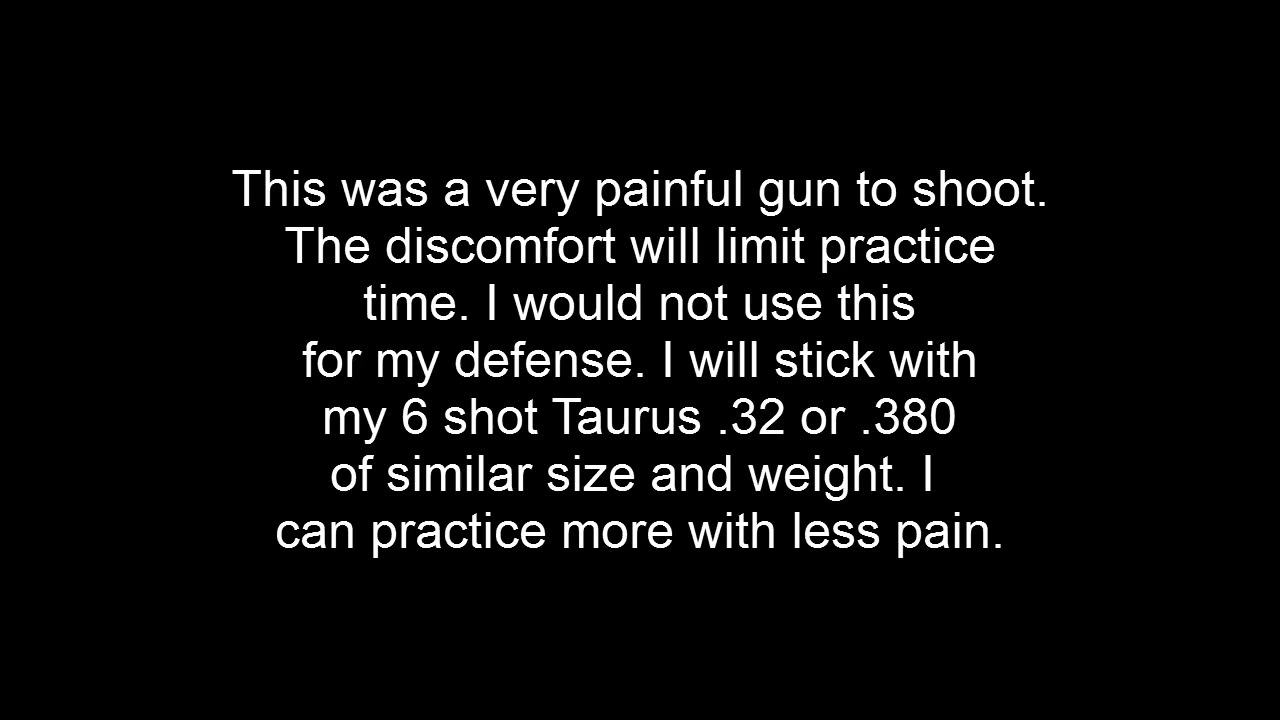 This was a very painful gun to shoot.
The discomfort will limit practice
time. I would not use this
for my defense. I will stick with
my 6 shot Taurus .32 or .380
of similar size and weight. I
can practice more with less pain.